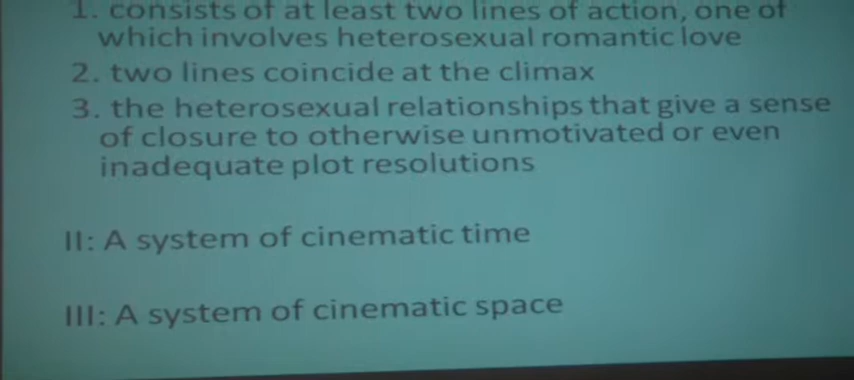 1. consists of at least two lines of action, one of
which involves heterosexual romantic love
2. two lines coincide at the climax
3. the heterosexual relationships that give a sense
of closure to otherwise unmotivated or even
inadequate plot resolutions
II: A system of cinematic time
III: A system of cinematic space